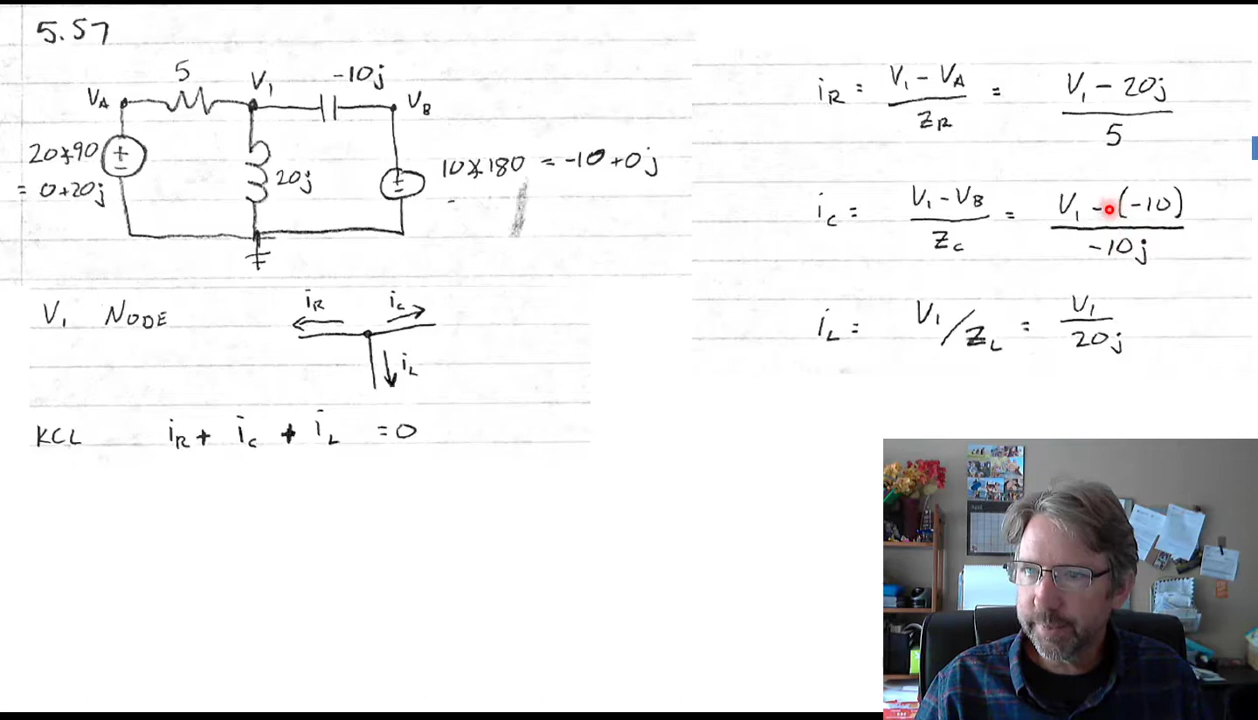 5.57
5 V1 -10j
VA VB
20∡90
= 0+20j
20j
10∡180 = -10+0j
V1 NODE
iR iC
iL
KCL iR + iC + iL = 0
iR = V1 - VA / ZR = V1 - 20j / 5
iC = V1 - VB / ZC = V1 - (-10) / -10j
iL = V1 / ZL = V1 / 20j